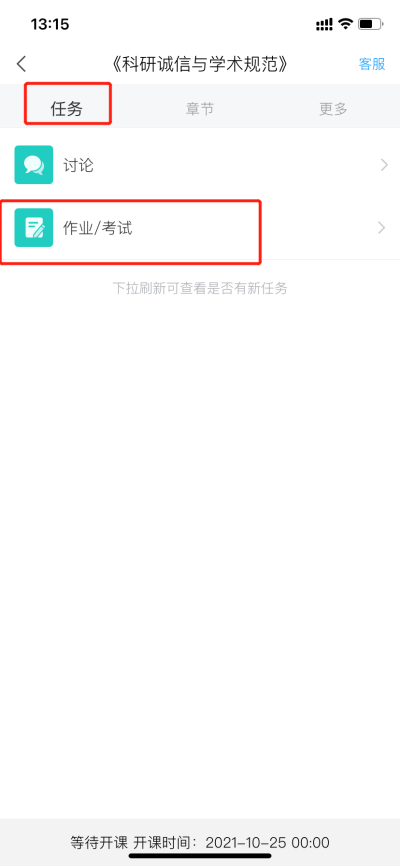 13:15
《科研诚信与学术规范》
客服
任务
章节
更多
讨论
作业/考试
下拉刷新可查看是否有新任务
等待开课 开课时间：2021-10-25 00:00